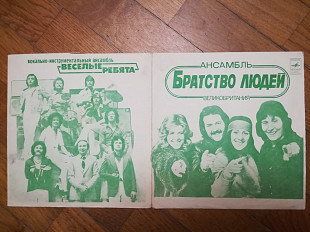 вокально-инструментальный ансамбль
ВЕСЕЛЫЕ
РЕБЯТА
АНСАМБЛЬ
БРАТСТВО ЛЮДЕЙ
ВЕЛИКОБРИТАНИЯ